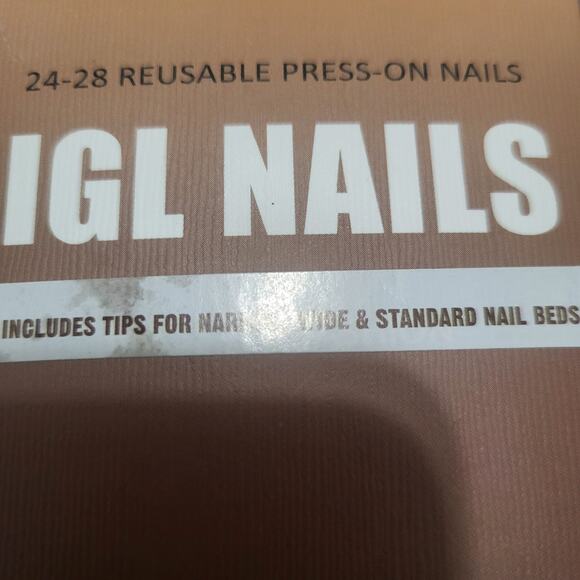 24-28 REUSABLE PRESS-ON NAILS
IGL NAILS
INCLUDES TIPS FOR WIDE & STANDARD NAIL BEDS